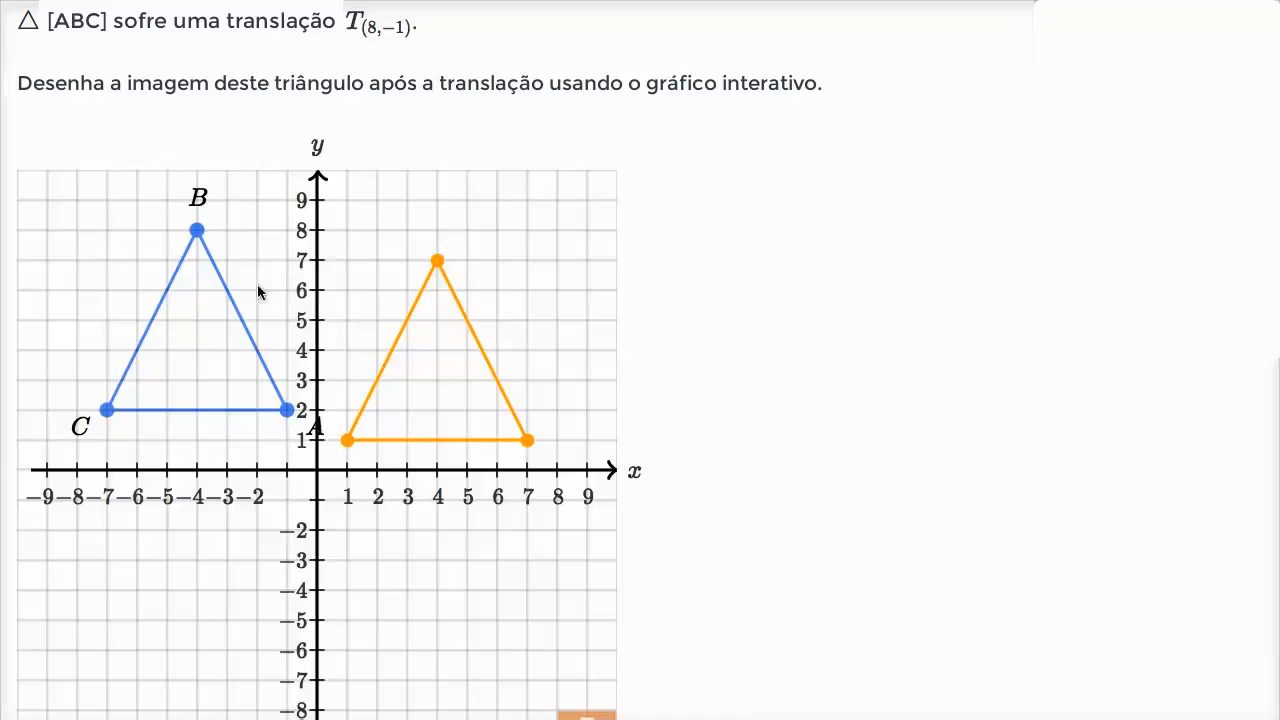 △ [ABC] sofre uma translação T(8,−1).
Desenha a imagem deste triângulo após a translação usando o gráfico interativo.
y
B
9
8
7
6
5
4
3
2
C
A
1
x
−9 −8 −7 −6 −5 −4 −3 −2 1 2 3 4 5 6 7 8 9
−2
−3
−4
−5
−6
−7
−8